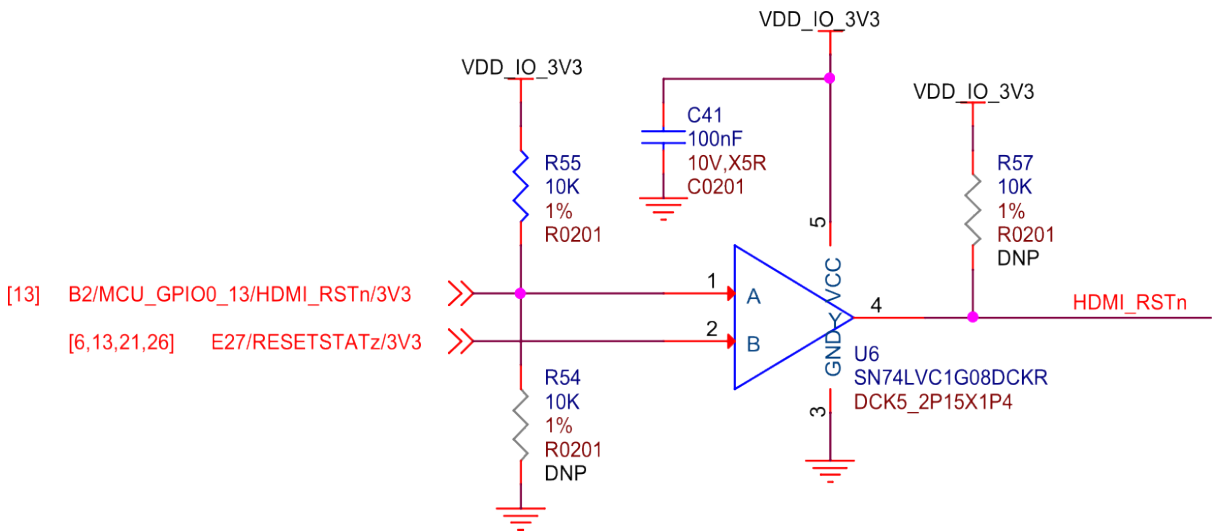 VDD_IO_3V3
VDD_IO_3V3
VDD_IO_3V3
C41
100nF
10V,X5R
C0201
R55
10K
1%
R0201
R57
10K
1%
R0201
DNP
5
VCC
[13] B2/MCU_GPIO0_13/HDMI_RSTn/3V3
1
A
4
Y
HDMI_RSTn
[6,13,21,26] E27/RESETSTATz/3V3
2
B
GND
3
U6
SN74LVC1G08DCKR
DCK5_2P15X1P4
R54
10K
1%
R0201
DNP